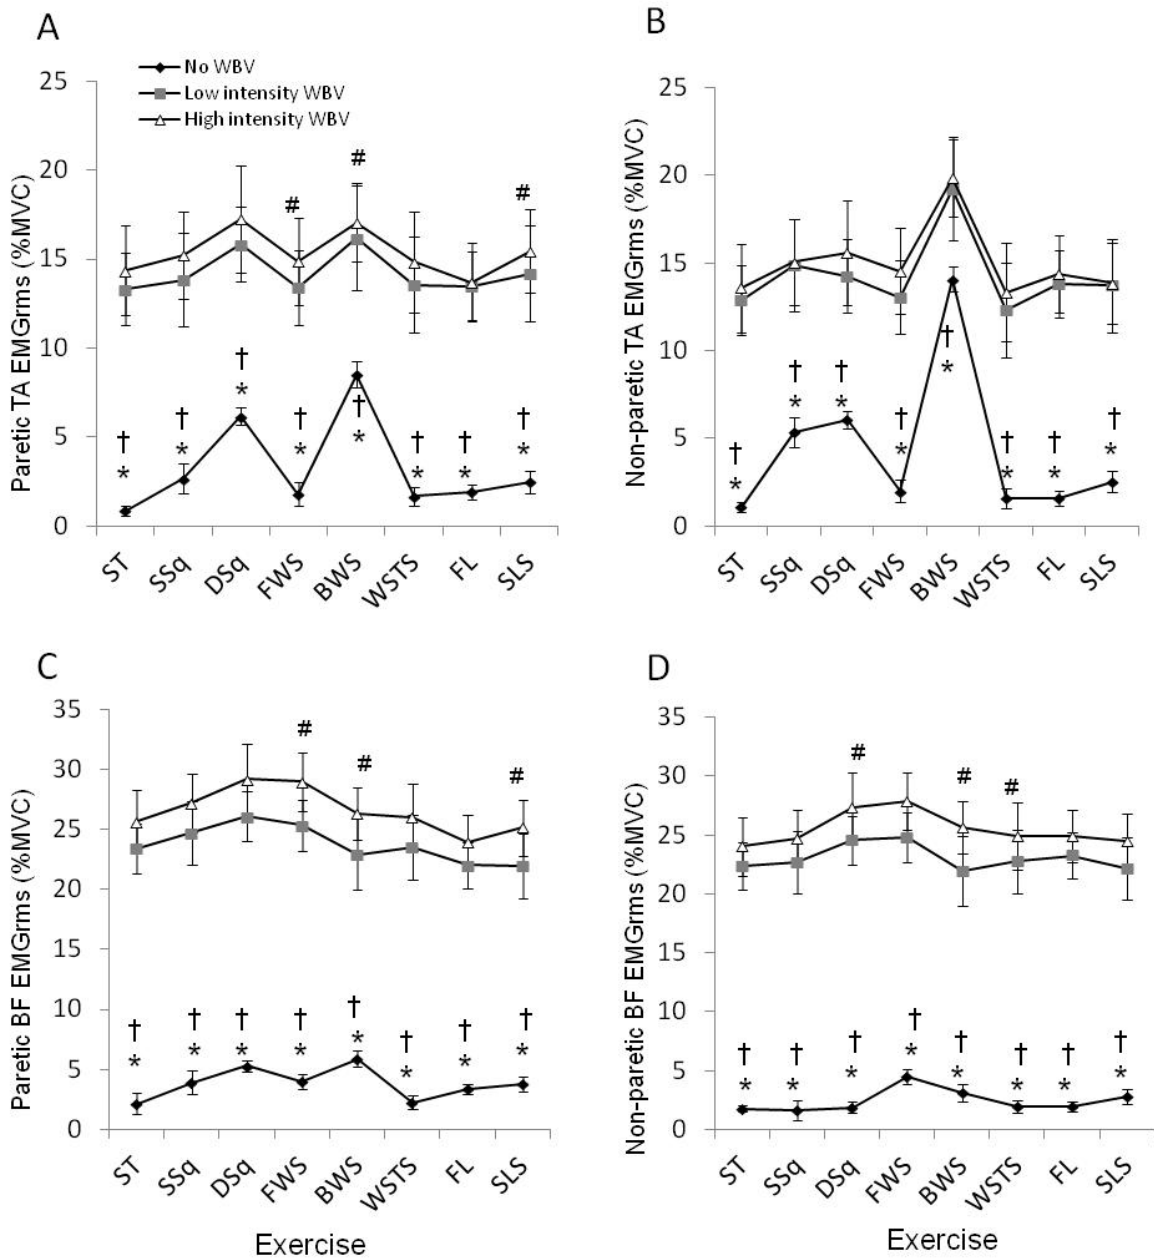 A
No WBV
Low intensity WBV
High intensity WBV
25
20
15
10
5
0
Paretic TA EMGrms (%MVC)
# # #
† † † † † † † †
* * * * * * * *
ST SSq DSq FWS BWS WSTS FL SLS
B
25
20
15
10
5
0
Non-paretic TA EMGrms (%MVC)
† † † † † † † †
* * * * * * * *
ST SSq DSq FWS BWS WSTS FL SLS
C
35
30
25
20
15
10
5
0
Paretic BF EMGrms (%MVC)
# # #
† † † † † † † †
* * * * * * * *
ST SSq DSq FWS BWS WSTS FL SLS
Exercise
D
35
30
25
20
15
10
5
0
Non-paretic BF EMGrms (%MVC)
# # #
† † † † † † † †
* * * * * * * *
ST SSq DSq FWS BWS WSTS FL SLS
Exercise